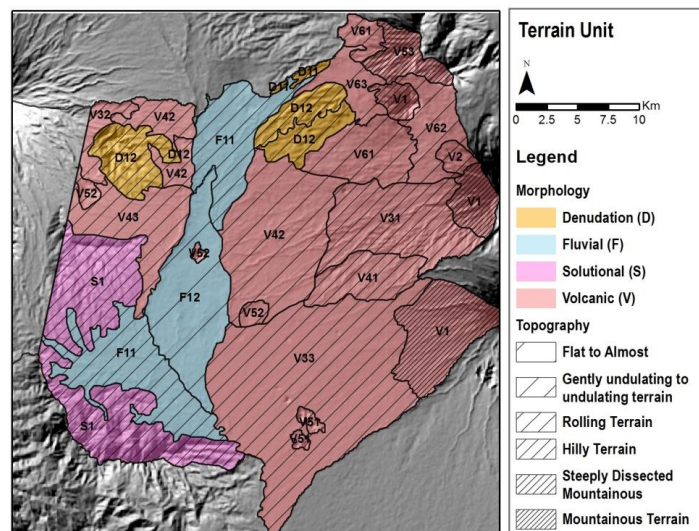 V61
V63
D11
D11
V63
V1
V32
V42
D12
F11
D12
V62
D12
D12
V42
V61
V2
V52
V1
V43
V31
V42
V52
S1
V41
F12
V52
V1
F11
V33
S1
V51
V51
Terrain Unit
N
Km
0 2.5 5 7.5 10
Legend
Morphology
Denudation (D)
Fluvial (F)
Solutional (S)
Volcanic (V)
Topography
Flat to Almost
Gently undulating to
undulating terrain
Rolling Terrain
Hilly Terrain
Steeply Dissected
Mountainous
Mountainous Terrain